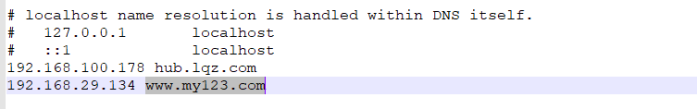 # localhost name resolution is handled within DNS itself.
#   127.0.0.1       localhost
#   ::1             localhost
192.168.100.178 hub.lqz.com
192.168.29.134 www.my123.com